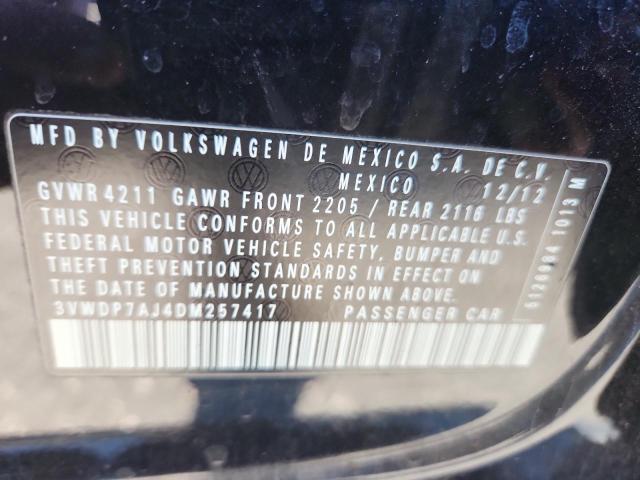 MFD BY VOLKSWAGEN DE MEXICO S.A. DE C.V.
MEXICO 12/12
GVWR 4211 GAWR FRONT 2205 / REAR 2116 LBS
THIS VEHICLE CONFORMS TO ALL APPLICABLE U.S.
FEDERAL MOTOR VEHICLE SAFETY, BUMPER AND
THEFT PREVENTION STANDARDS IN EFFECT ON
THE DATE OF MANUFACTURE SHOWN ABOVE.
3VWDP7AJ4DM257417 PASSENGER CAR
1013 M